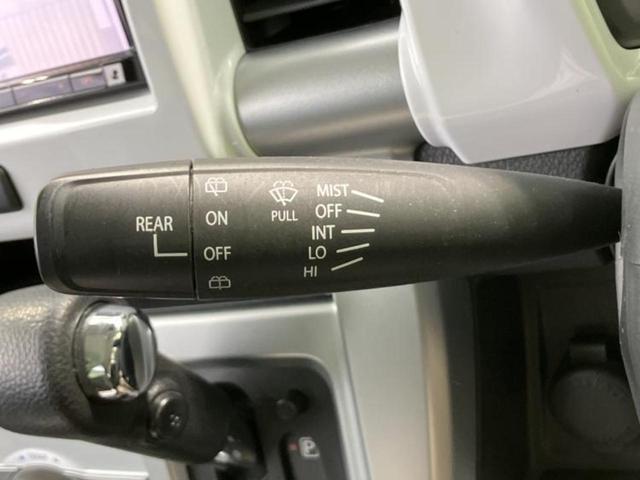 REAR
ON
OFF
PULL
MIST
OFF
INT
LO
HI
P